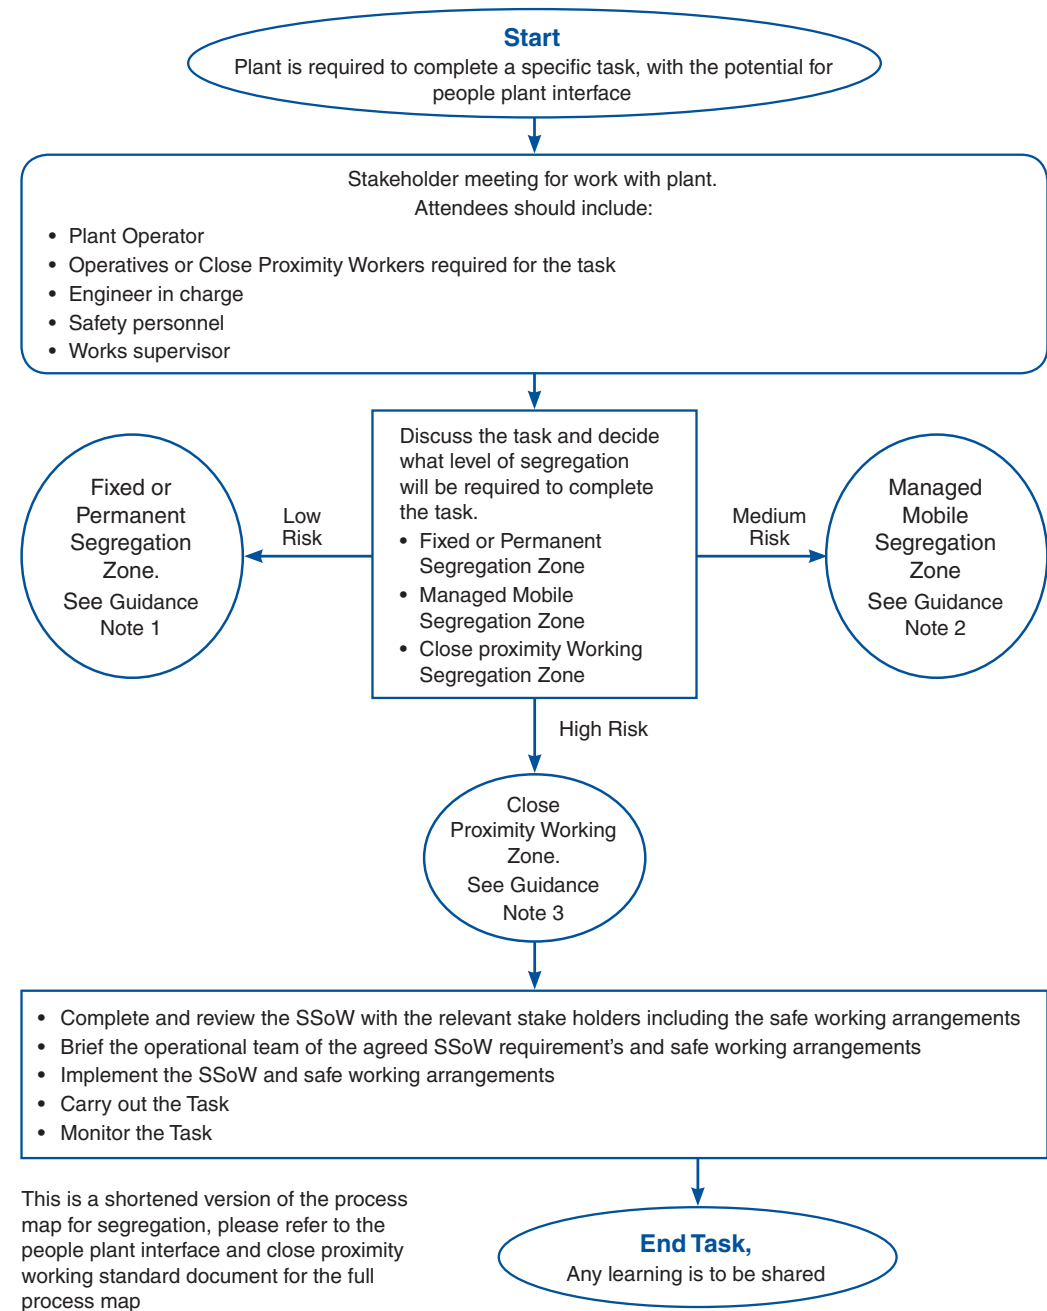 Start
Plant is required to complete a specific task, with the potential for
people plant interface
Stakeholder meeting for work with plant.
Attendees should include:
• Plant Operator
• Operatives or Close Proximity Workers required for the task
• Engineer in charge
• Safety personnel
• Works supervisor
Discuss the task and decide
what level of segregation
will be required to complete
the task.
• Fixed or Permanent
Segregation Zone
• Managed Mobile
Segregation Zone
• Close proximity Working
Segregation Zone
Low
Risk
Fixed or
Permanent
Segregation
Zone.
See Guidance
Note 1
Medium
Risk
Managed
Mobile
Segregation
Zone
See Guidance
Note 2
High Risk
Close
Proximity Working
Zone.
See Guidance
Note 3
• Complete and review the SSoW with the relevant stake holders including the safe working arrangements
• Brief the operational team of the agreed SSoW requirement's and safe working arrangements
• Implement the SSoW and safe working arrangements
• Carry out the Task
• Monitor the Task
This is a shortened version of the process
map for segregation, please refer to the
people plant interface and close proximity
working standard document for the full
process map
End Task,
Any learning is to be shared